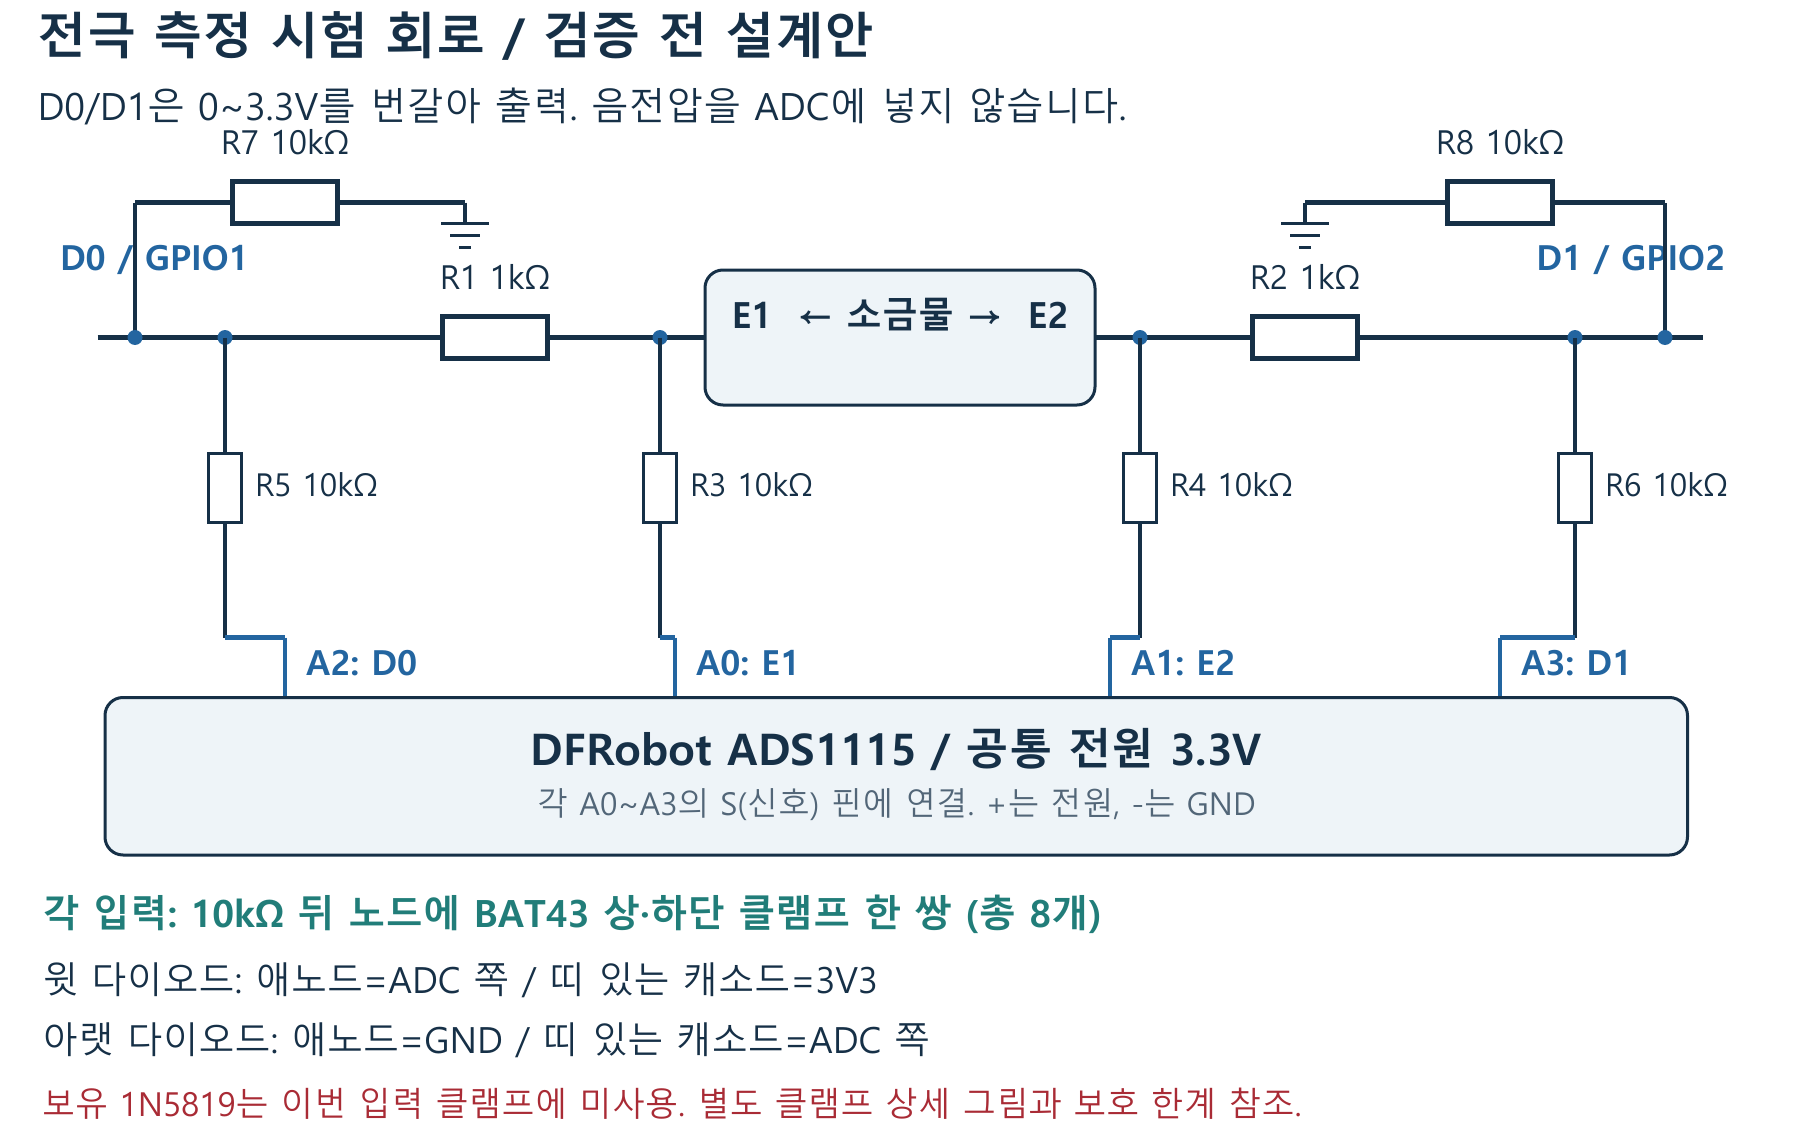 전극 측정 시험 회로 / 검증 전 설계안
D0/D1은 0~3.3V를 번갈아 출력. 음전압을 ADC에 넣지 않습니다.
R7 10kΩ
R8 10kΩ
D0 / GPIO1
D1 / GPIO2
R1 1kΩ
R2 1kΩ
E1 ← 소금물 → E2
R5 10kΩ
R3 10kΩ
R4 10kΩ
R6 10kΩ
A2: D0
A0: E1
A1: E2
A3: D1
DFRobot ADS1115 / 공통 전원 3.3V
각 A0~A3의 S(신호) 핀에 연결. +는 전원, -는 GND
각 입력: 10kΩ 뒤 노드에 BAT43 상·하단 클램프 한 쌍 (총 8개)
윗 다이오드: 애노드=ADC 쪽 / 띠 있는 캐소드=3V3
아랫 다이오드: 애노드=GND / 띠 있는 캐소드=ADC 쪽
보유 1N5819는 이번 입력 클램프에 미사용. 별도 클램프 상세 그림과 보호 한계 참조.